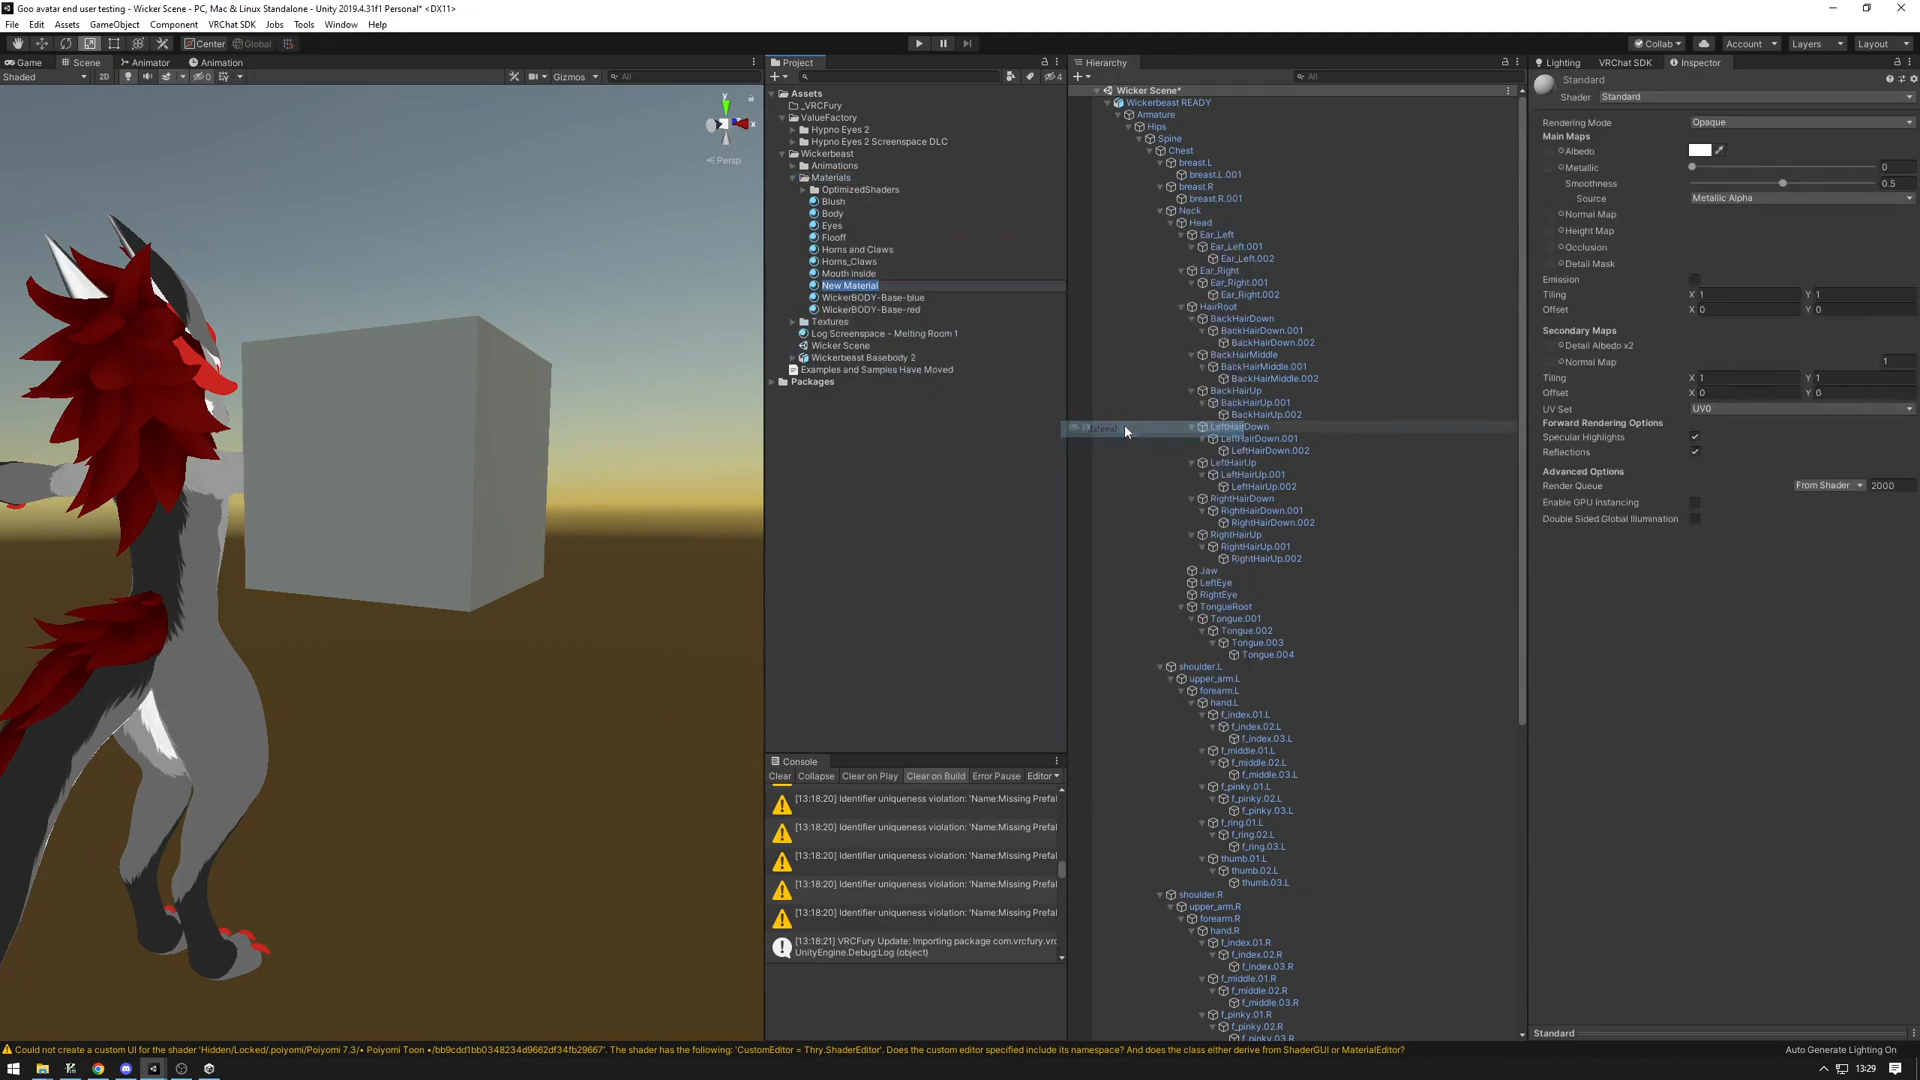 Goo avatar end user testing - Wicker Scene - PC, Mac & Linux Standalone - Unity 2019.4.31f1 Personal* <DX11>
File Edit Assets GameObject Component VRChat SDK Jobs Tools Window Help
Center Global
Collab Account Layers Layout
Game Scene Animator Animation
Shaded 2D 0 Gizmos All
y
x
Persp
Project
4
Assets
_VRCFury
ValueFactory
Hypno Eyes 2
Hypno Eyes 2 Screenspace DLC
Wickerbeast
Animations
Materials
OptimizedShaders
Blush
Body
Eyes
Flooff
Horns and Claws
Horns_Claws
Mouth inside
New Material
WickerBODY-Base-blue
WickerBODY-Base-red
Textures
Log Screenspace - Melting Room 1
Wicker Scene
Wickerbeast Basebody 2
Examples and Samples Have Moved
Packages
Console
Clear Collapse Clear on Play Clear on Build Error Pause Editor
[13:18:20] Identifier uniqueness violation: 'Name:Missing Prefal
[13:18:20] Identifier uniqueness violation: 'Name:Missing Prefal
[13:18:20] Identifier uniqueness violation: 'Name:Missing Prefal
[13:18:20] Identifier uniqueness violation: 'Name:Missing Prefal
[13:18:20] Identifier uniqueness violation: 'Name:Missing Prefal
[13:18:21] VRCFury Update: Importing package com.vrcfury.vrc
UnityEngine.Debug:Log (object)
Hierarchy
All
Wicker Scene*
Wickerbeast READY
Armature
Hips
Spine
Chest
breast.L
breast.L.001
breast.R
breast.R.001
Neck
Head
Ear_Left
Ear_Left.001
Ear_Left.002
Ear_Right
Ear_Right.001
Ear_Right.002
HairRoot
BackHairDown
BackHairDown.001
BackHairDown.002
BackHairMiddle
BackHairMiddle.001
BackHairMiddle.002
BackHairUp
BackHairUp.001
BackHairUp.002
Material LeftHairDown
LeftHairDown.001
LeftHairDown.002
LeftHairUp
LeftHairUp.001
LeftHairUp.002
RightHairDown
RightHairDown.001
RightHairDown.002
RightHairUp
RightHairUp.001
RightHairUp.002
Jaw
LeftEye
RightEye
TongueRoot
Tongue.001
Tongue.002
Tongue.003
Tongue.004
shoulder.L
upper_arm.L
forearm.L
hand.L
f_index.01.L
f_index.02.L
f_index.03.L
f_middle.01.L
f_middle.02.L
f_middle.03.L
f_pinky.01.L
f_pinky.02.L
f_pinky.03.L
f_ring.01.L
f_ring.02.L
f_ring.03.L
thumb.01.L
thumb.02.L
thumb.03.L
shoulder.R
upper_arm.R
forearm.R
hand.R
f_index.01.R
f_index.02.R
f_index.03.R
f_middle.01.R
f_middle.02.R
f_middle.03.R
f_pinky.01.R
f_pinky.02.R
f_pinky.03.R
Lighting VRChat SDK Inspector
Standard
Shader Standard
Rendering Mode Opaque
Main Maps
Albedo
Metallic 0
Smoothness 0.5
Source Metallic Alpha
Normal Map
Height Map
Occlusion
Detail Mask
Emission
Tiling X 1 Y 1
Offset X 0 Y 0
Secondary Maps
Detail Albedo x2
Normal Map 1
Tiling X 1 Y 1
Offset X 0 Y 0
UV Set UV0
Forward Rendering Options
Specular Highlights
Reflections
Advanced Options
Render Queue From Shader 2000
Enable GPU Instancing
Double Sided Global Illumination
Standard
Could not create a custom UI for the shader 'Hidden/Locked/.poiyomi/Poiyomi 7.3/• Poiyomi Toon •/bb9cdd1bb0348234d9662df34fb29667'. The shader has the following: 'CustomEditor = Thry.ShaderEditor'. Does the custom editor specified include its namespace? And does the class either derive from ShaderGUI or MaterialEditor?
Auto Generate Lighting On
13:29